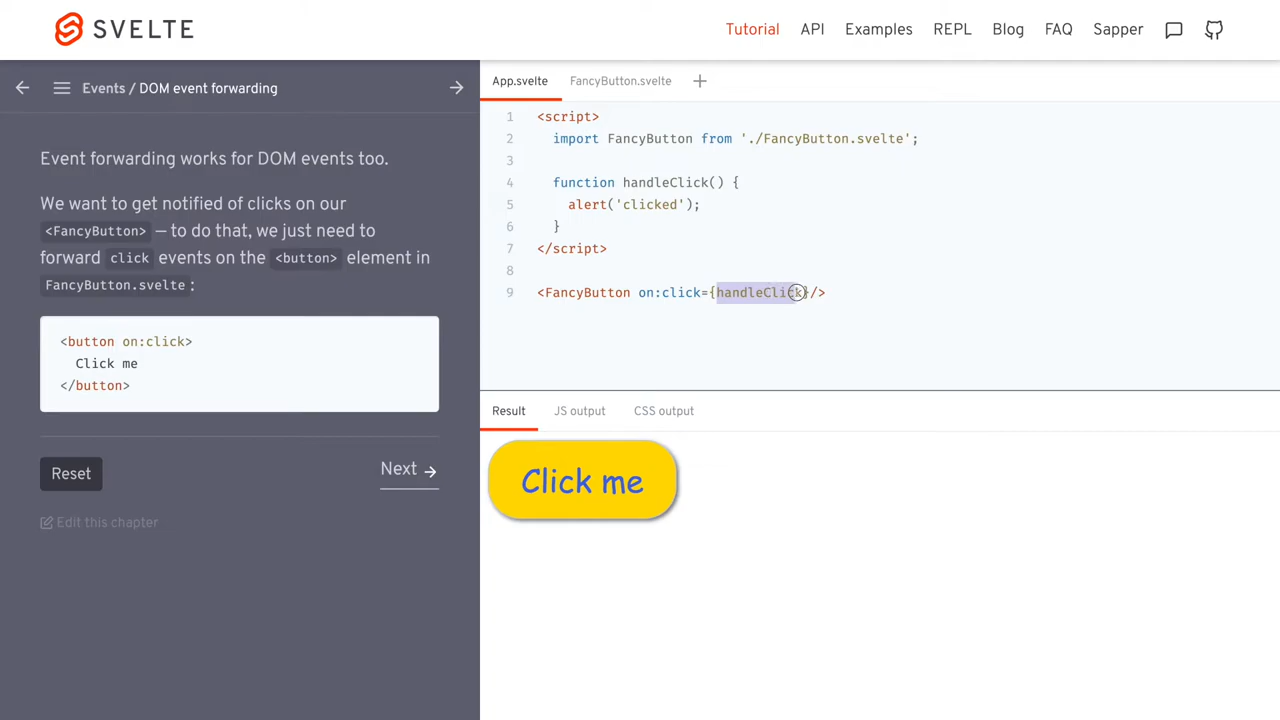 SVELTE
Tutorial API Examples REPL Blog FAQ Sapper
Events / DOM event forwarding
Event forwarding works for DOM events too.
We want to get notified of clicks on our
<FancyButton> — to do that, we just need to
forward click events on the <button> element in
FancyButton.svelte :
<button on:click>
Click me
</button>
Reset
Next
Edit this chapter
App.svelte FancyButton.svelte +
1 <script>
2 import FancyButton from './FancyButton.svelte';
3
4 function handleClick() {
5 alert('clicked');
6 }
7 </script>
8
9 <FancyButton on:click={handleClick}/>
Result JS output CSS output
Click me